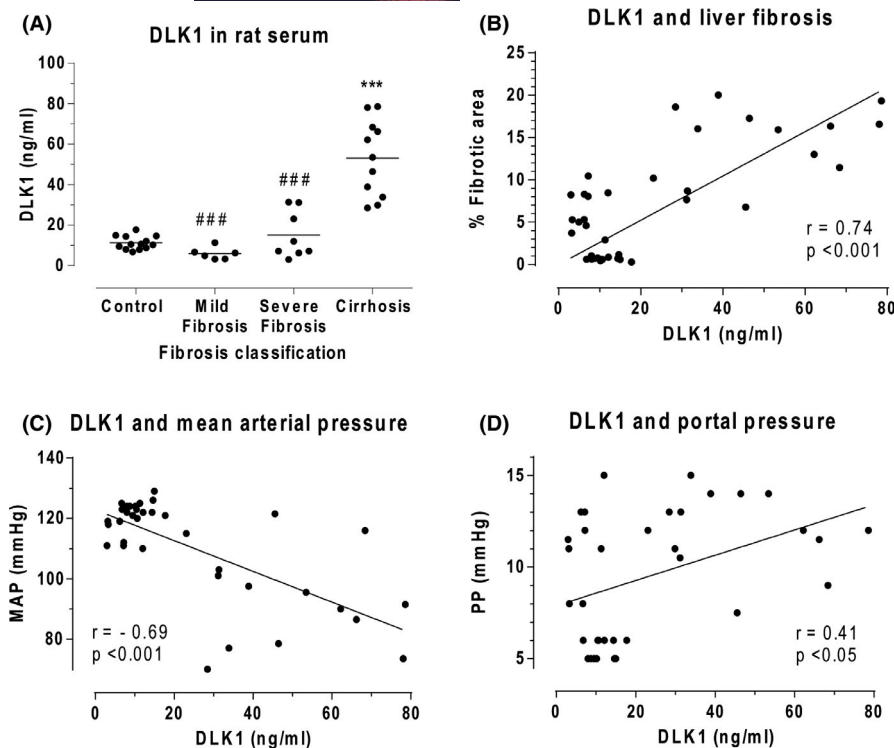 (A)
DLK1 in rat serum
DLK1 (ng/ml)
100
80
60
40
20
0
###
###
***
Control Mild Severe Cirrhosis
Fibrosis Fibrosis
Fibrosis classification
(B)
DLK1 and liver fibrosis
% Fibrotic area
25
20
15
10
5
0
r = 0.74
p <0.001
0 20 40 60 80
DLK1 (ng/ml)
(C) DLK1 and mean arterial pressure
MAP (mmHg)
140
120
100
80
r = - 0.69
p <0.001
0 20 40 60 80
DLK1 (ng/ml)
(D) DLK1 and portal pressure
PP (mmHg)
15
10
5
r = 0.41
p <0.05
0 20 40 60 80
DLK1 (ng/ml)